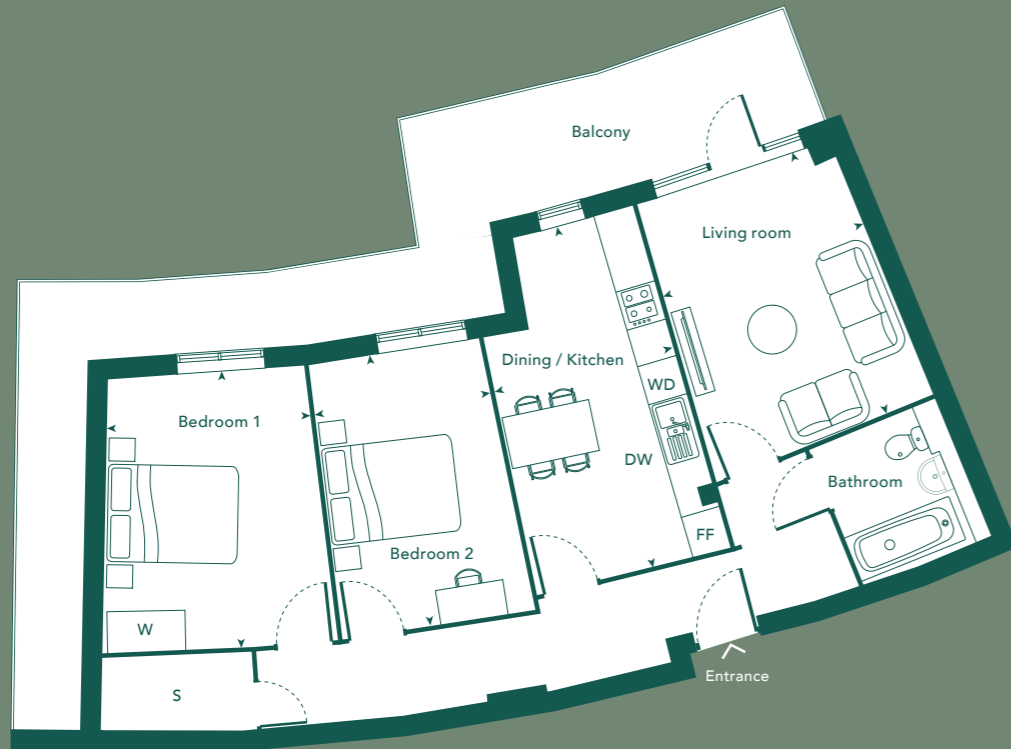 Balcony
Living room
Dining / Kitchen
WD
Bedroom 1
DW
Bathroom
FF
Bedroom 2
W
Entrance
S